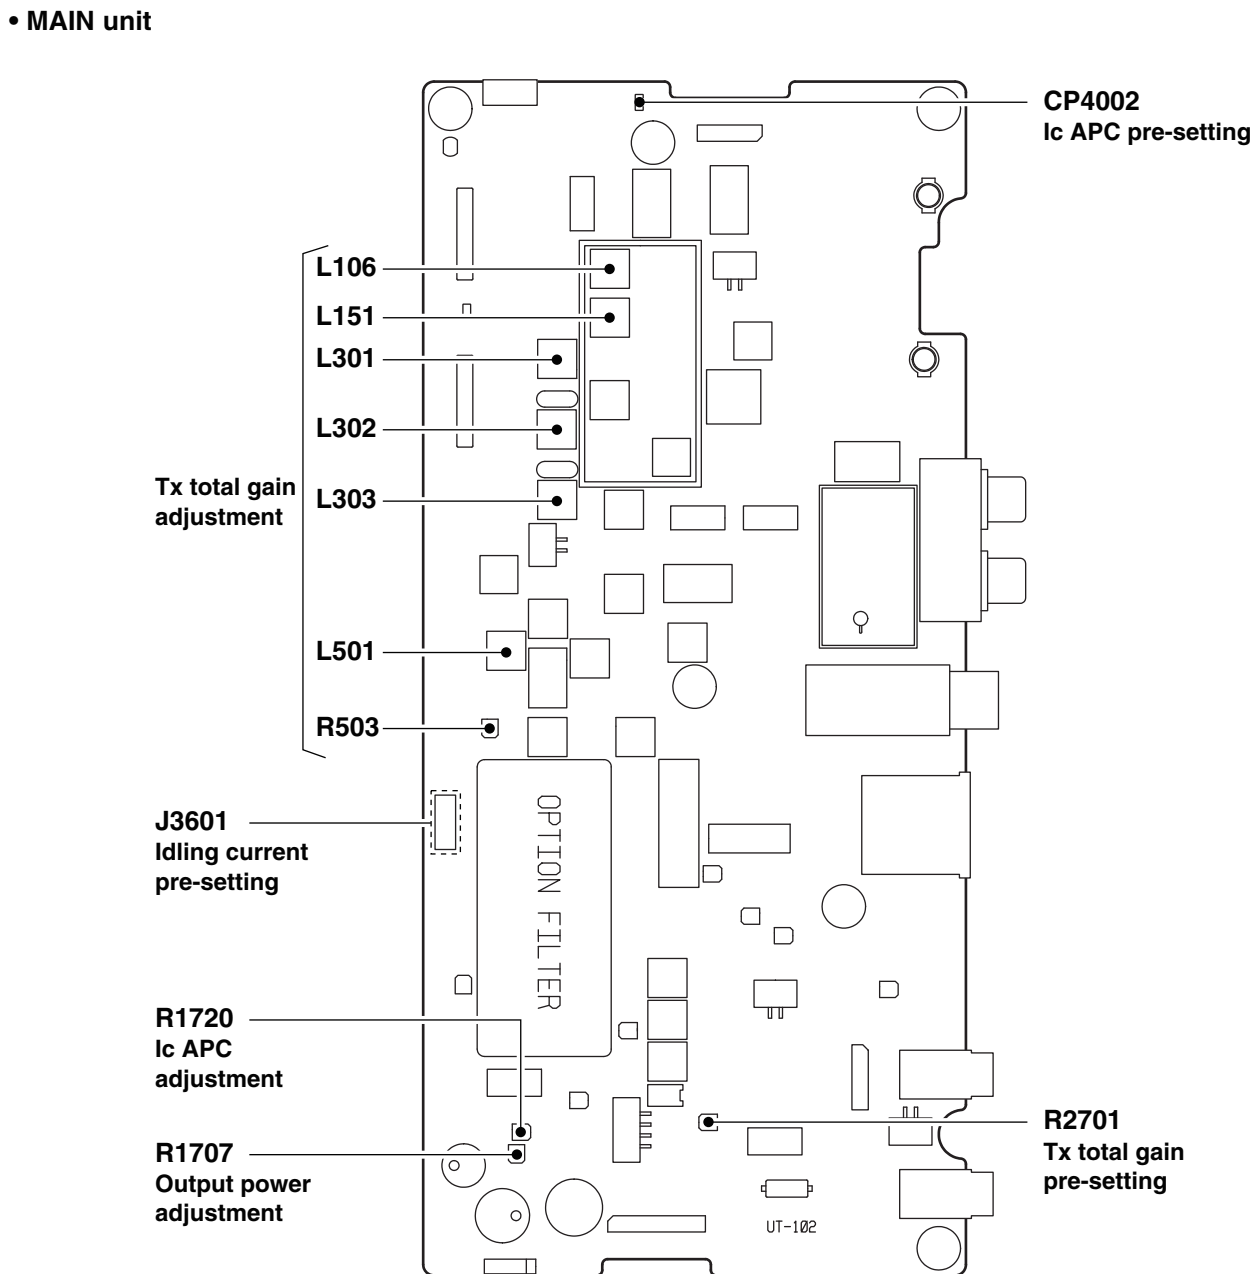 • MAIN unit
CP4002
Ic APC pre-setting
L106
L151
L301
L302
Tx total gain
adjustment
L303
L501
R503
J3601
Idling current
pre-setting
OPTION FILTER
R1720
Ic APC
adjustment
R1707
Output power
adjustment
R2701
Tx total gain
pre-setting
UT-102